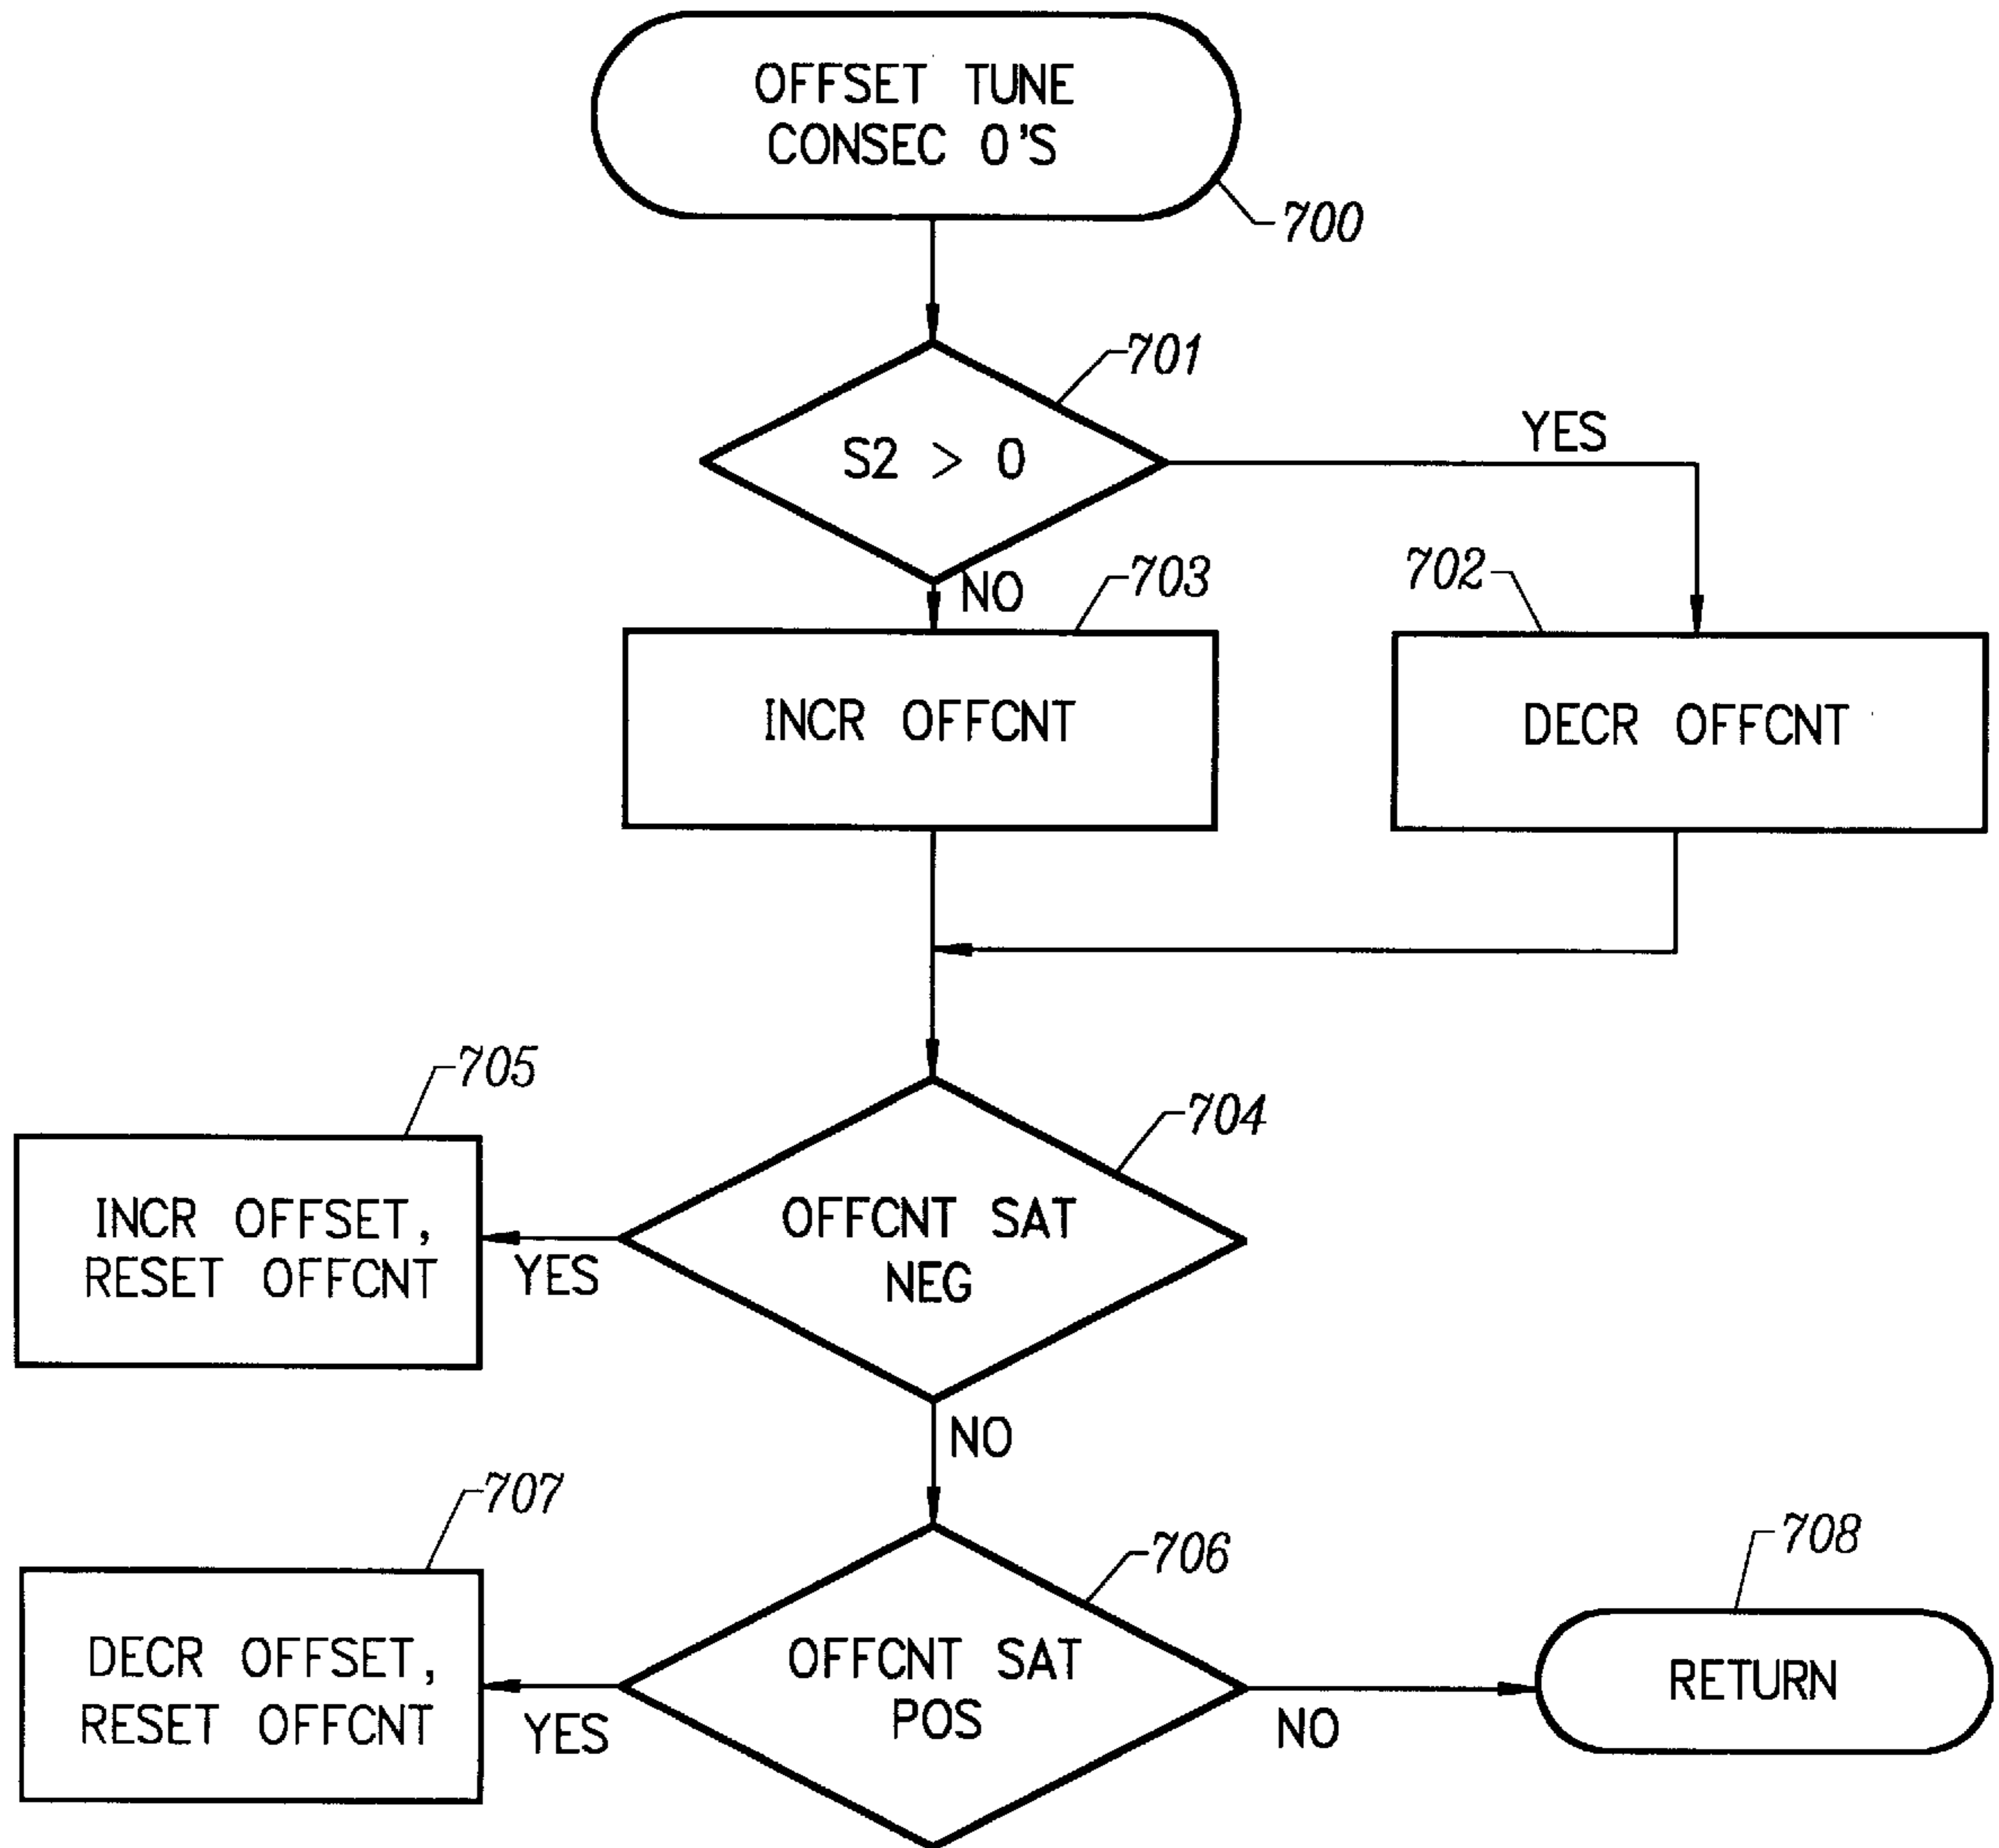 OFFSET TUNE
CONSEC 0'S
700
701
S2 > 0
YES
NO
703
702
INCR OFFCNT
DECR OFFCNT
705
704
INCR OFFSET,
RESET OFFCNT
YES
OFFCNT SAT
NEG
NO
707
706
708
DECR OFFSET,
RESET OFFCNT
YES
OFFCNT SAT
POS
NO
RETURN